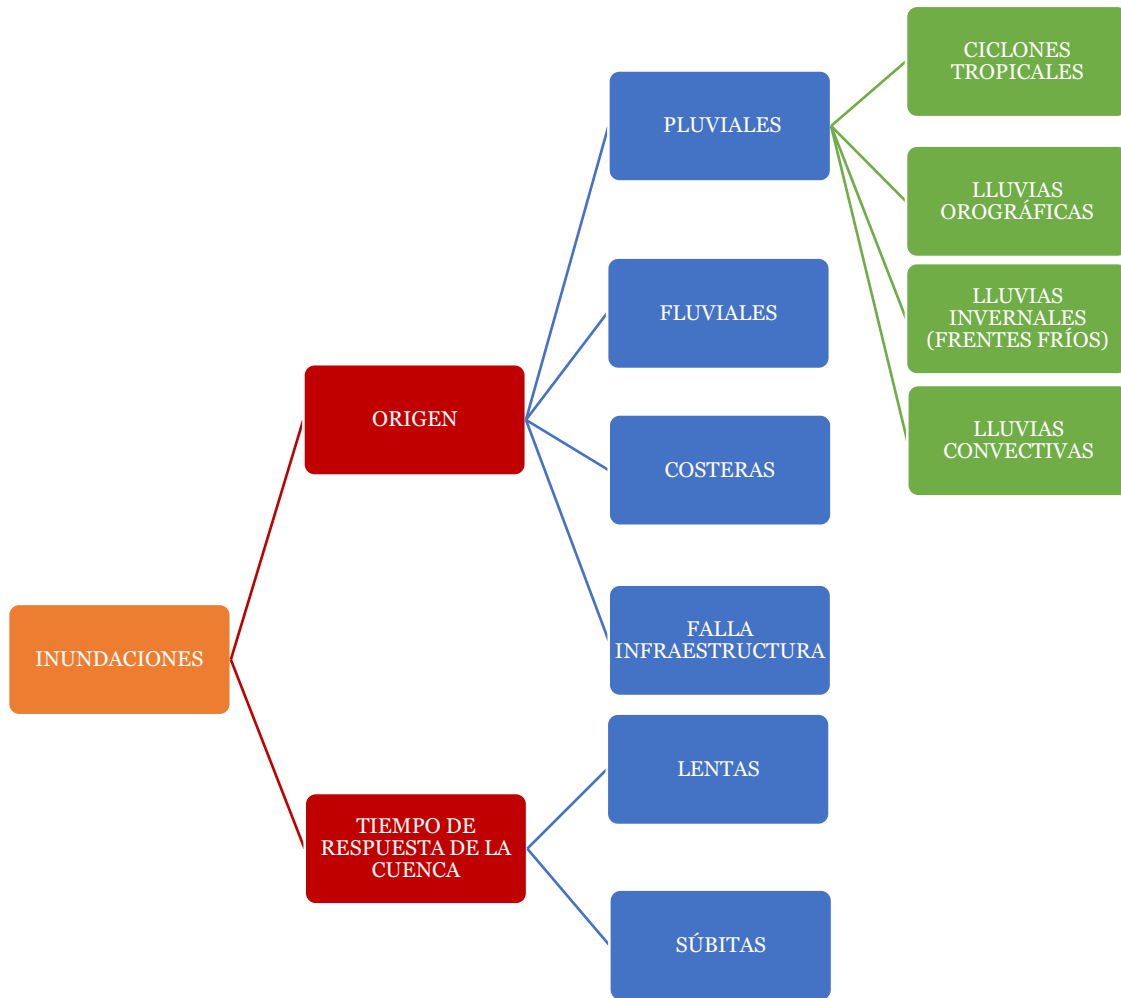 INUNDACIONES
ORIGEN
PLUVIALES
CICLONES
TROPICALES
LLUVIAS
OROGRÁFICAS
LLUVIAS
INVERNALES
(FRENTES FRÍOS)
LLUVIAS
CONVECTIVAS
FLUVIALES
COSTERAS
FALLA
INFRAESTRUCTURA
TIEMPO DE
RESPUESTA DE LA
CUENCA
LENTAS
SÚBITAS